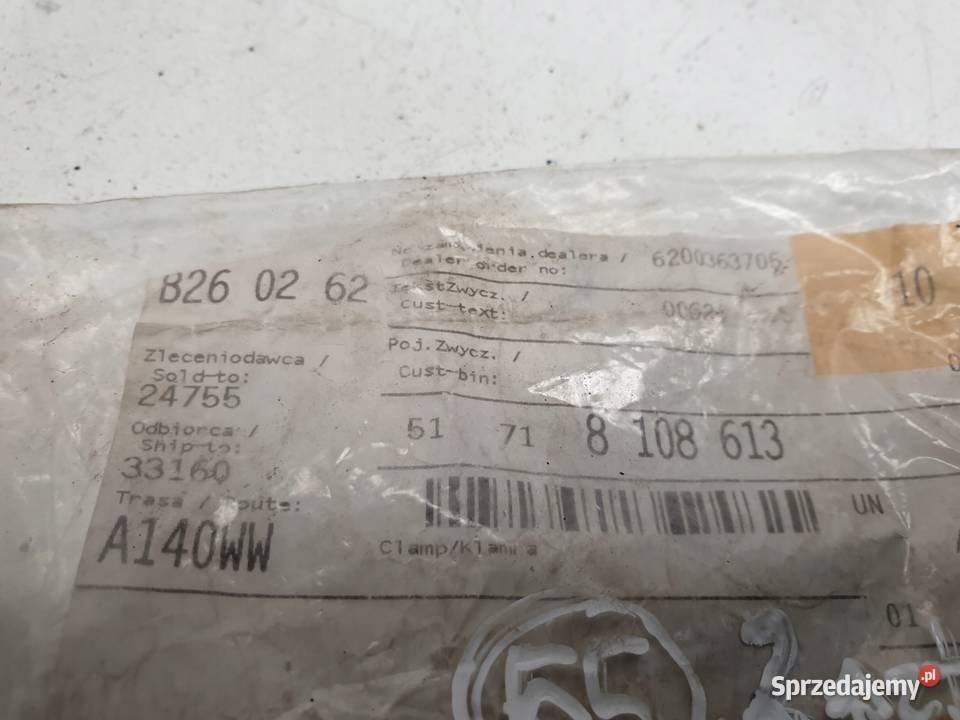 B26 02 62
No.zamówienia.dealera / 
Dealer order no:
10
TekstZwycz. /
Cust-text:
Poj.Zwycz. /
Cust-bin:
Zleceniodawca /
Sold-to:
24755
Odbiorca /
Ship-to:
33160
Trasa / Route:
A140WW
51 71 8 108 613
UN
Clamp/Klamra
01
55
Sprzedajemy.pl